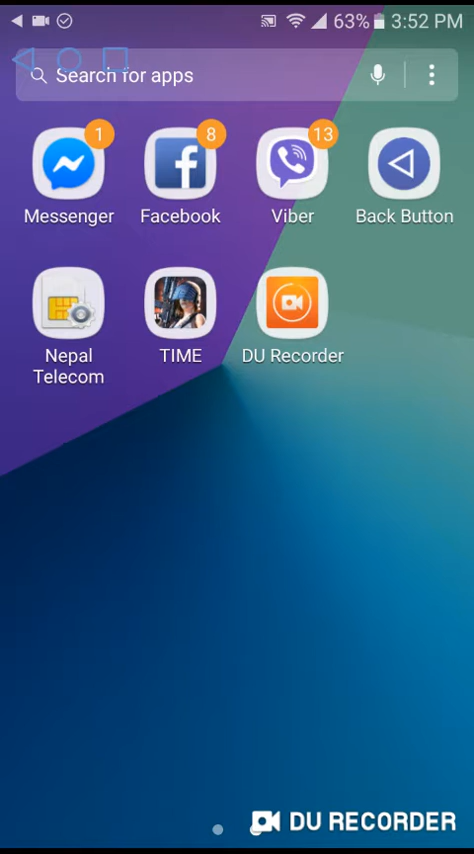 63% 3:52 PM
Search for apps
1 8 13
Messenger Facebook Viber Back Button
Nepal Telecom TIME DU Recorder
DU RECORDER